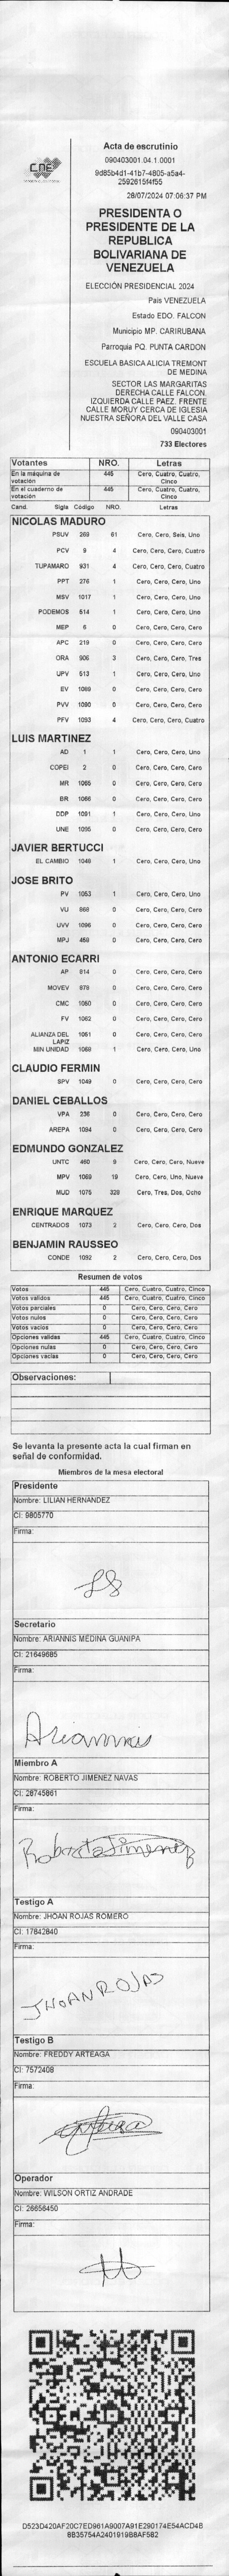 CNE
Acta de escrutinio
090403001.04.1.0001
9d85b4d1-41b7-4805-a5a4-
2592615f4f55
28/07/2024 07:06:37 PM
PRESIDENTA O
PRESIDENTE DE LA
REPUBLICA
BOLIVARIANA DE
VENEZUELA
ELECCIÓN PRESIDENCIAL 2024
País VENEZUELA
Estado EDO. FALCON
Municipio MP. CARIRUBANA
Parroquia PQ. PUNTA CARDON
ESCUELA BASICA ALICIA TREMONT
DE MEDINA
SECTOR LAS MARGARITAS
DERECHA CALLE FALCON.
IZQUIERDA CALLE PAEZ. FRENTE
CALLE MORUY CERCA DE IGLESIA
NUESTRA SEÑORA DEL VALLE CASA
090403001
733 Electores
Votantes NRO. Letras
En la máquina de votación 445 Cero, Cuatro, Cuatro, Cinco
En el cuaderno de votación 445 Cero, Cuatro, Cuatro, Cinco
Cand. Sigla Código NRO. Letras
NICOLAS MADURO
PSUV 269 61 Cero, Cero, Seis, Uno
PCV 9 4 Cero, Cero, Cero, Cuatro
TUPAMARO 931 4 Cero, Cero, Cero, Cuatro
PPT 276 1 Cero, Cero, Cero, Uno
MSV 1017 1 Cero, Cero, Cero, Uno
PODEMOS 514 1 Cero, Cero, Cero, Uno
MEP 6 0 Cero, Cero, Cero, Cero
APC 219 0 Cero, Cero, Cero, Cero
ORA 906 3 Cero, Cero, Cero, Tres
UPV 513 1 Cero, Cero, Cero, Uno
EV 1089 0 Cero, Cero, Cero, Cero
PVV 1090 0 Cero, Cero, Cero, Cero
PFV 1093 4 Cero, Cero, Cero, Cuatro
LUIS MARTINEZ
AD 1 1 Cero, Cero, Cero, Uno
COPEI 2 0 Cero, Cero, Cero, Cero
MR 1065 0 Cero, Cero, Cero, Cero
BR 1066 0 Cero, Cero, Cero, Cero
DDP 1091 1 Cero, Cero, Cero, Uno
UNE 1095 0 Cero, Cero, Cero, Cero
JAVIER BERTUCCI
EL CAMBIO 1046 1 Cero, Cero, Cero, Uno
JOSE BRITO
PV 1053 1 Cero, Cero, Cero, Uno
VU 868 0 Cero, Cero, Cero, Cero
UVV 1096 0 Cero, Cero, Cero, Cero
MPJ 459 0 Cero, Cero, Cero, Cero
ANTONIO ECARRI
AP 814 0 Cero, Cero, Cero, Cero
MOVEV 979 0 Cero, Cero, Cero, Cero
CMC 1060 0 Cero, Cero, Cero, Cero
FV 1062 0 Cero, Cero, Cero, Cero
ALIANZA DEL LAPIZ 1051 0 Cero, Cero, Cero, Cero
MIN UNIDAD 1069 1 Cero, Cero, Cero, Uno
CLAUDIO FERMIN
SPV 1049 0 Cero, Cero, Cero, Cero
DANIEL CEBALLOS
VPA 236 0 Cero, Cero, Cero, Cero
AREPA 1094 0 Cero, Cero, Cero, Cero
EDMUNDO GONZALEZ
UNTC 460 9 Cero, Cero, Cero, Nueve
MPV 1059 19 Cero, Cero, Uno, Nueve
MUD 1075 328 Cero, Tres, Dos, Ocho
ENRIQUE MARQUEZ
CENTRADOS 1073 2 Cero, Cero, Cero, Dos
BENJAMIN RAUSSEO
CONDE 1092 2 Cero, Cero, Cero, Dos
Resumen de votos
Votos 445 Cero, Cuatro, Cuatro, Cinco
Votos validos 445 Cero, Cuatro, Cuatro, Cinco
Votos parciales 0 Cero, Cero, Cero, Cero
Votos nulos 0 Cero, Cero, Cero, Cero
Votos vacíos 0 Cero, Cero, Cero, Cero
Opciones validas 445 Cero, Cuatro, Cuatro, Cinco
Opciones nulas 0 Cero, Cero, Cero, Cero
Opciones vacías 0 Cero, Cero, Cero, Cero
Observaciones:
Se levanta la presente acta la cual firman en
señal de conformidad.
Miembros de la mesa electoral
Presidente
Nombre: LILIAN HERNANDEZ
CI: 9805770
Firma:
Secretario
Nombre: ARIANNIS MEDINA GUANIPA
CI: 21649685
Firma:
Ariannis
Miembro A
Nombre: ROBERTO JIMENEZ NAVAS
CI: 28745861
Firma:
Roberto Jimenez
Testigo A
Nombre: JHOAN ROJAS ROMERO
CI: 17842840
Firma:
JHOAN ROJAS
Testigo B
Nombre: FREDDY ARTEAGA
CI: 7572408
Firma:
Operador
Nombre: WILSON ORTIZ ANDRADE
CI: 26656450
Firma:
D523D420AF20C7ED961A9007A91E290174E54ACD4B
8B35754A2401919B8AF582